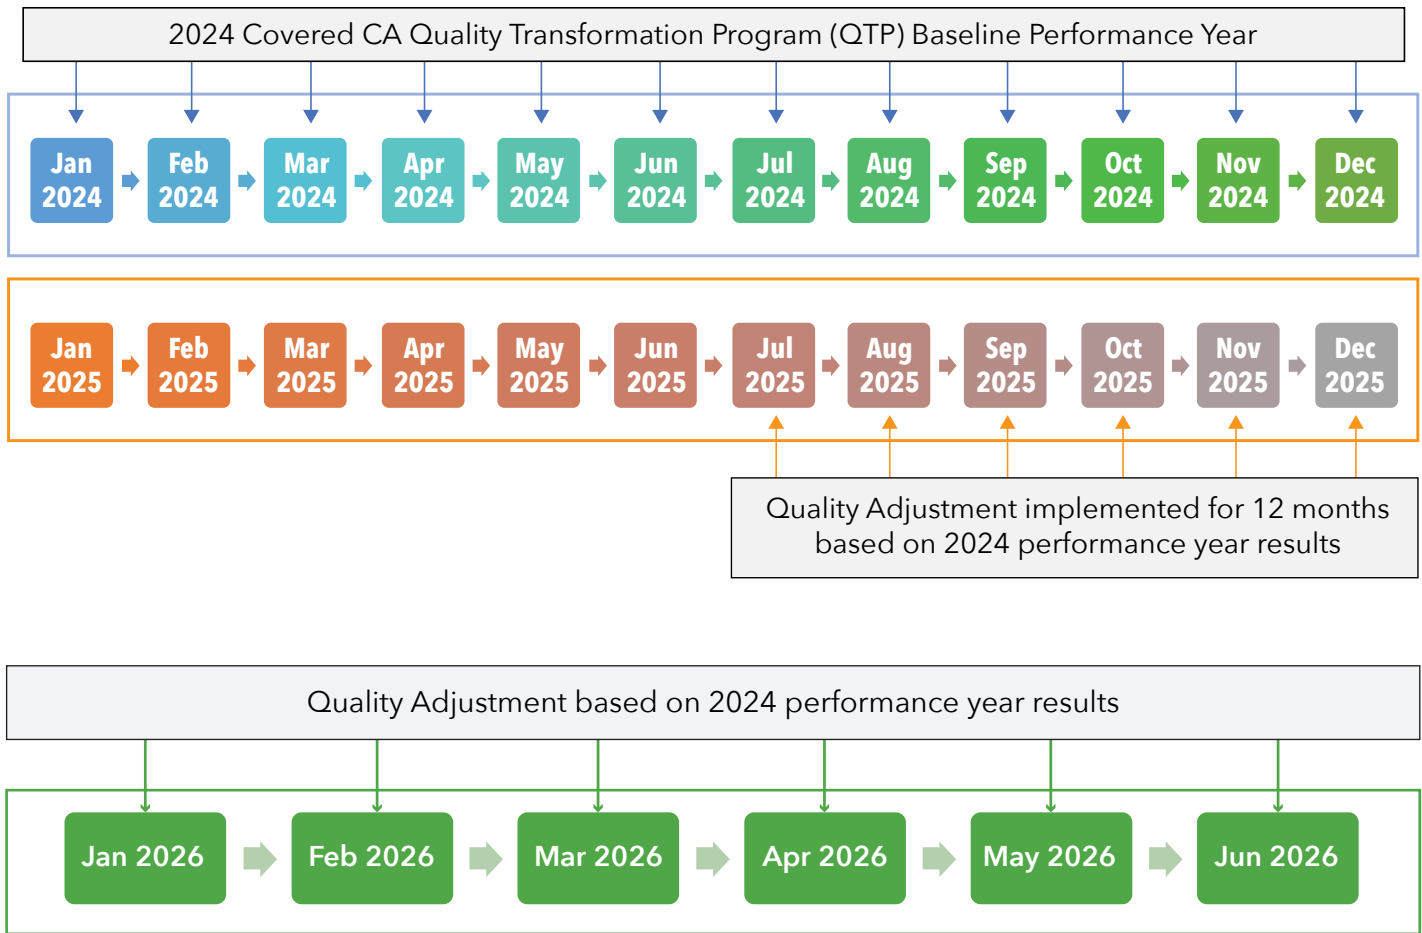 2024 Covered CA Quality Transformation Program (QTP) Baseline Performance Year
Jan
2024
Feb
2024
Mar
2024
Apr
2024
May
2024
Jun
2024
Jul
2024
Aug
2024
Sep
2024
Oct
2024
Nov
2024
Dec
2024
Jan
2025
Feb
2025
Mar
2025
Apr
2025
May
2025
Jun
2025
Jul
2025
Aug
2025
Sep
2025
Oct
2025
Nov
2025
Dec
2025
Quality Adjustment implemented for 12 months
based on 2024 performance year results
Quality Adjustment based on 2024 performance year results
Jan 2026
Feb 2026
Mar 2026
Apr 2026
May 2026
Jun 2026